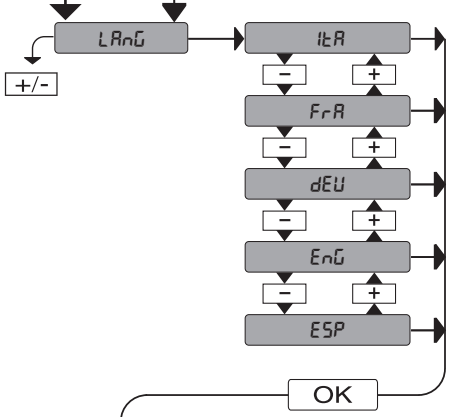 LAnG
ItA
+/-
- +
FrA
- +
dEU
- +
EnG
- +
ESP
OK